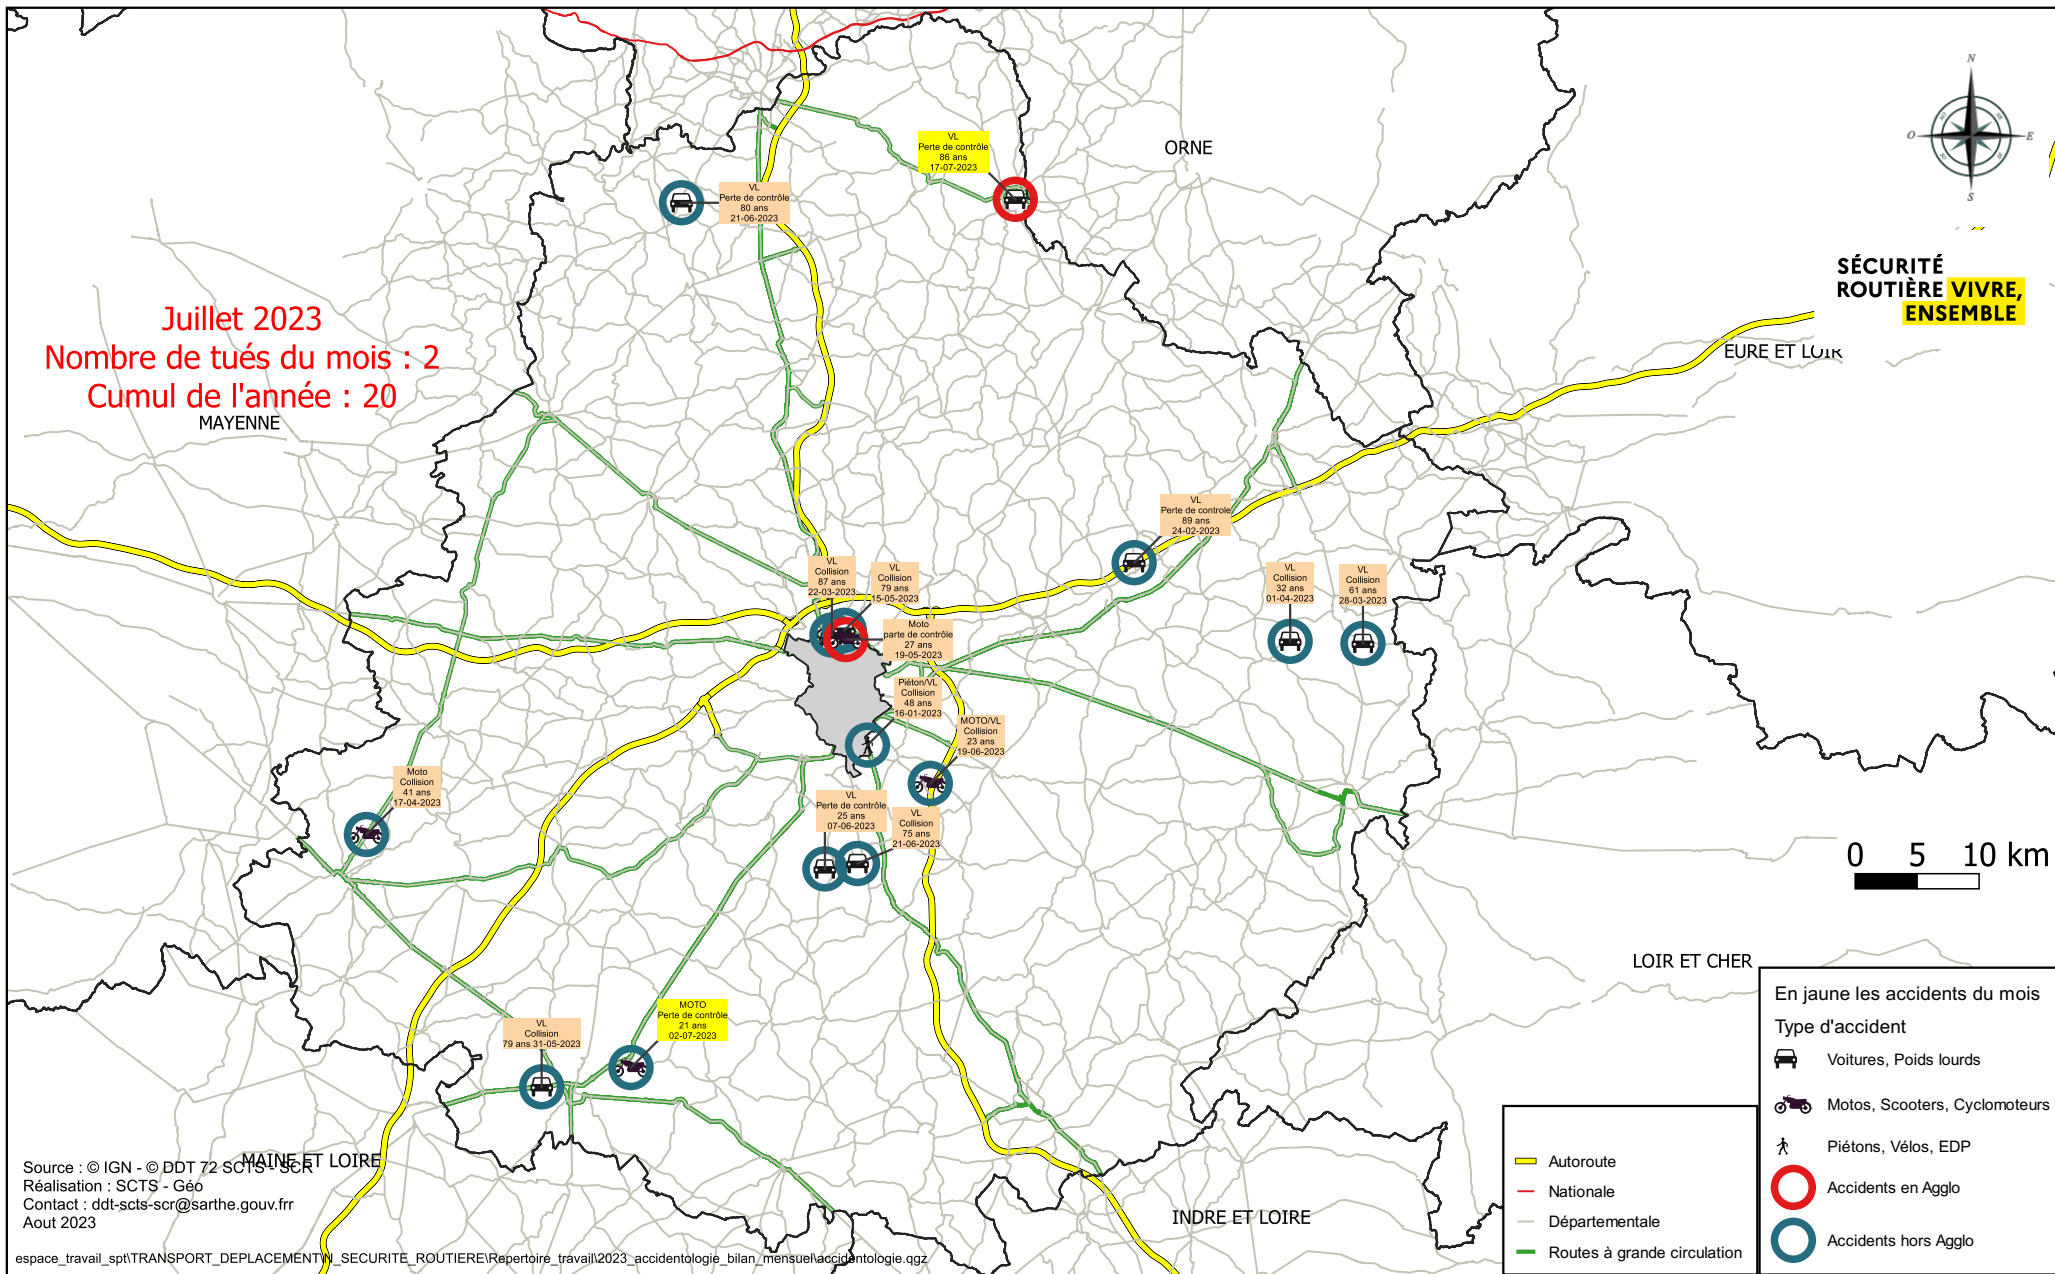 N
O
E
S
ORNE
VL
Perte de contrôle
86 ans
17-07-2023
VL
Perte de contrôle
80 ans
21-06-2023
SÉCURITÉ
ROUTIÈRE VIVRE,
ENSEMBLE
Juillet 2023
Nombre de tués du mois : 2
Cumul de l'année : 20
MAYENNE
EURE ET LOIR
VL
Perte de controle
89 ans
24-02-2023
VL
Collision
87 ans
22-03-2023
VL
Collision
79 ans
15-05-2023
VL
Collision
32 ans
01-04-2023
VL
Collision
61 ans
28-03-2023
Moto
parte de contrôle
27 ans
19-05-2023
Piéton/VL
Collision
48 ans
16-01-2023
MOTO/VL
Collision
23 ans
19-06-2023
Moto
Collision
41 ans
17-04-2023
VL
Perte de contrôle
25 ans
07-06-2023
VL
Collision
75 ans
21-06-2023
0 5 10 km
LOIR ET CHER
VL
Collision
79 ans 31-05-2023
MOTO
Perte de contrôle
21 ans
02-07-2023
En jaune les accidents du mois
Type d'accident
Voitures, Poids lourds
Motos, Scooters, Cyclomoteurs
Piétons, Vélos, EDP
Accidents en Agglo
Accidents hors Agglo
Autoroute
Nationale
Départementale
Routes à grande circulation
MAINE ET LOIRE
INDRE ET LOIRE
Source : © IGN - © DDT 72 SCTS - SCR
Réalisation : SCTS - Géo
Contact : ddt-scts-scr@sarthe.gouv.frr
Aout 2023
espace_travail_spt\TRANSPORT_DEPLACEMENT\N_SECURITE_ROUTIERE\Repertoire_travail\2023_accidentologie_bilan_mensuel\accidentologie.qgz